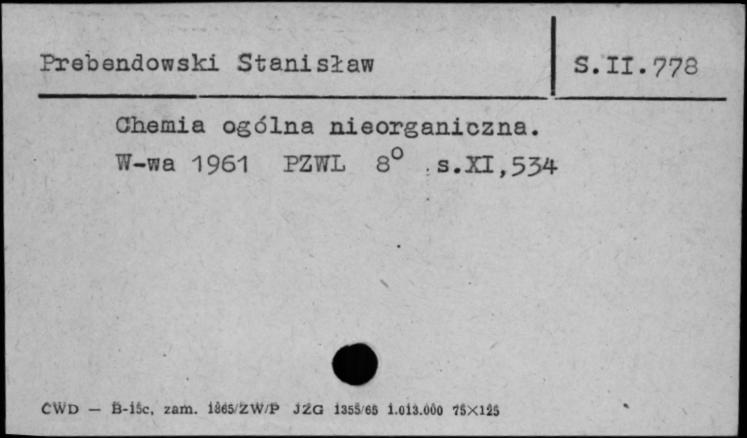 Prebendowski Stanisław
S.II.778
Chemia ogólna nieorganiczna.
W-wa 1961 PZWL 8° s.XI,534
CWD — B-15c, zam. 1865/ZW/P JZG 1355/65 1.013.000 75×125